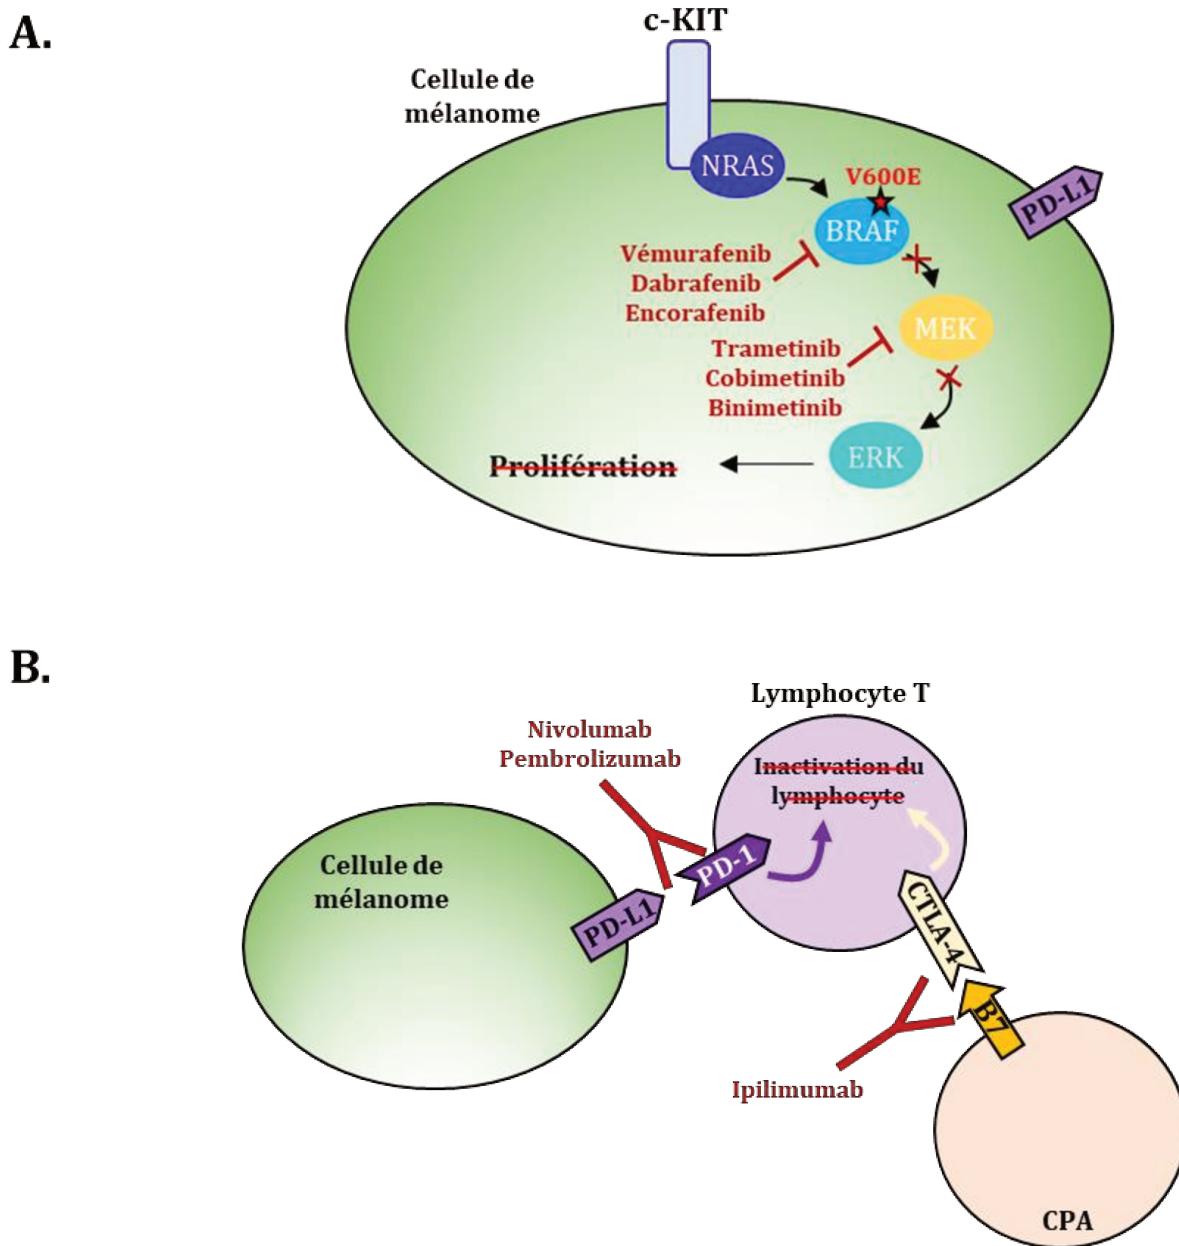 A.
c-KIT
Cellule de
mélanome
NRAS
V600E
BRAF
PD-L1
Vémurafenib
Dabrafenib
Encorafenib
MEK
Trametinib
Cobimetinib
Binimetinib
ERK
Prolifération
B.
Lymphocyte T
Nivolumab
Pembrolizumab
Inactivation du
lymphocyte
Cellule de
mélanome
PD-1
PD-L1
CTLA-4
B7
Ipilimumab
CPA